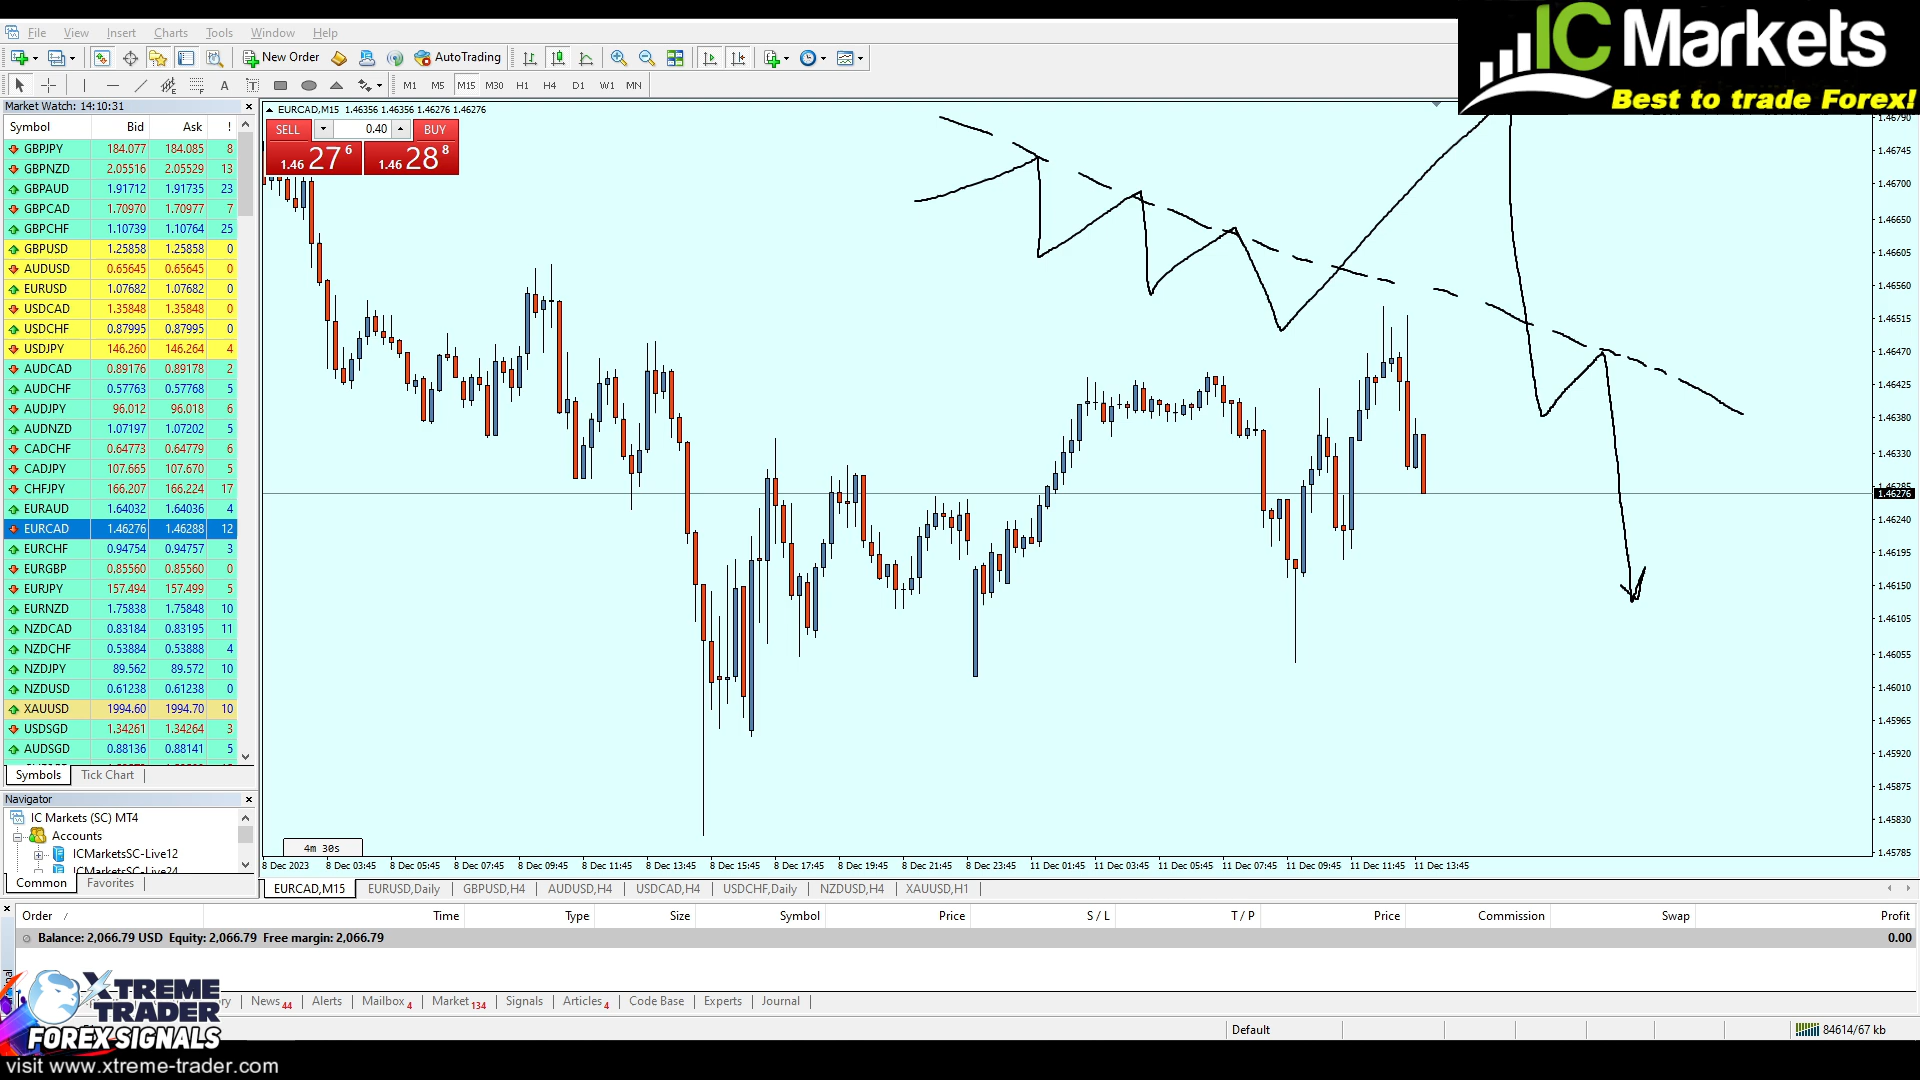 IC Markets
Best to trade Forex!
File View Insert Charts Tools Window Help
New Order AutoTrading
A T M1 M5 M15 M30 H1 H4 D1 W1 MN
Market Watch: 14:10:31
Symbol Bid Ask !
GBPJPY 184.077 184.085 8
GBPNZD 2.05516 2.05529 13
GBPAUD 1.91712 1.91735 23
GBPCAD 1.70970 1.70977 7
GBPCHF 1.10739 1.10764 25
GBPUSD 1.25858 1.25858 0
AUDUSD 0.65645 0.65645 0
EURUSD 1.07682 1.07682 0
USDCAD 1.35848 1.35848 0
USDCHF 0.87995 0.87995 0
USDJPY 146.260 146.264 4
AUDCAD 0.89176 0.89178 2
AUDCHF 0.57763 0.57768 5
AUDJPY 96.012 96.018 6
AUDNZD 1.07197 1.07202 5
CADCHF 0.64773 0.64779 6
CADJPY 107.665 107.670 5
CHFJPY 166.207 166.224 17
EURAUD 1.64032 1.64036 4
EURCAD 1.46276 1.46288 12
EURCHF 0.94754 0.94757 3
EURGBP 0.85560 0.85560 0
EURJPY 157.494 157.499 5
EURNZD 1.75838 1.75848 10
NZDCAD 0.83184 0.83195 11
NZDCHF 0.53884 0.53888 4
NZDJPY 89.562 89.572 10
NZDUSD 0.61238 0.61238 0
XAUUSD 1994.60 1994.70 10
USDSGD 1.34261 1.34264 3
AUDSGD 0.88136 0.88141 5
Symbols Tick Chart
Navigator
IC Markets (SC) MT4
Accounts
ICMarketsSC-Live12
ICMarketsSC-Live24
Common Favorites
EURCAD,M15 1.46356 1.46356 1.46276 1.46276
SELL 0.40 BUY
1.46 27 6 1.46 28 8
1.46790
1.46745
1.46700
1.46650
1.46605
1.46560
1.46515
1.46470
1.46425
1.46380
1.46330
1.46285
1.46276
1.46240
1.46195
1.46150
1.46105
1.46055
1.46010
1.45965
1.45920
1.45875
1.45830
1.45785
4m 30s
8 Dec 2023 8 Dec 03:45 8 Dec 05:45 8 Dec 07:45 8 Dec 09:45 8 Dec 11:45 8 Dec 13:45 8 Dec 15:45 8 Dec 17:45 8 Dec 19:45 8 Dec 21:45 8 Dec 23:45 11 Dec 01:45 11 Dec 03:45 11 Dec 05:45 11 Dec 07:45 11 Dec 09:45 11 Dec 11:45 11 Dec 13:45
EURCAD,M15 EURUSD,Daily GBPUSD,H4 AUDUSD,H4 USDCAD,H4 USDCHF,Daily NZDUSD,H4 XAUUSD,H1
Order / Time Type Size Symbol Price S / L T / P Price Commission Swap Profit
Balance: 2,066.79 USD Equity: 2,066.79 Free margin: 2,066.79 0.00
News 44 Alerts Mailbox 4 Market 134 Signals Articles 4 Code Base Experts Journal
Default 84614/67 kb
XTREME
TRADER
FOREX SIGNALS
visit www.xtreme-trader.com